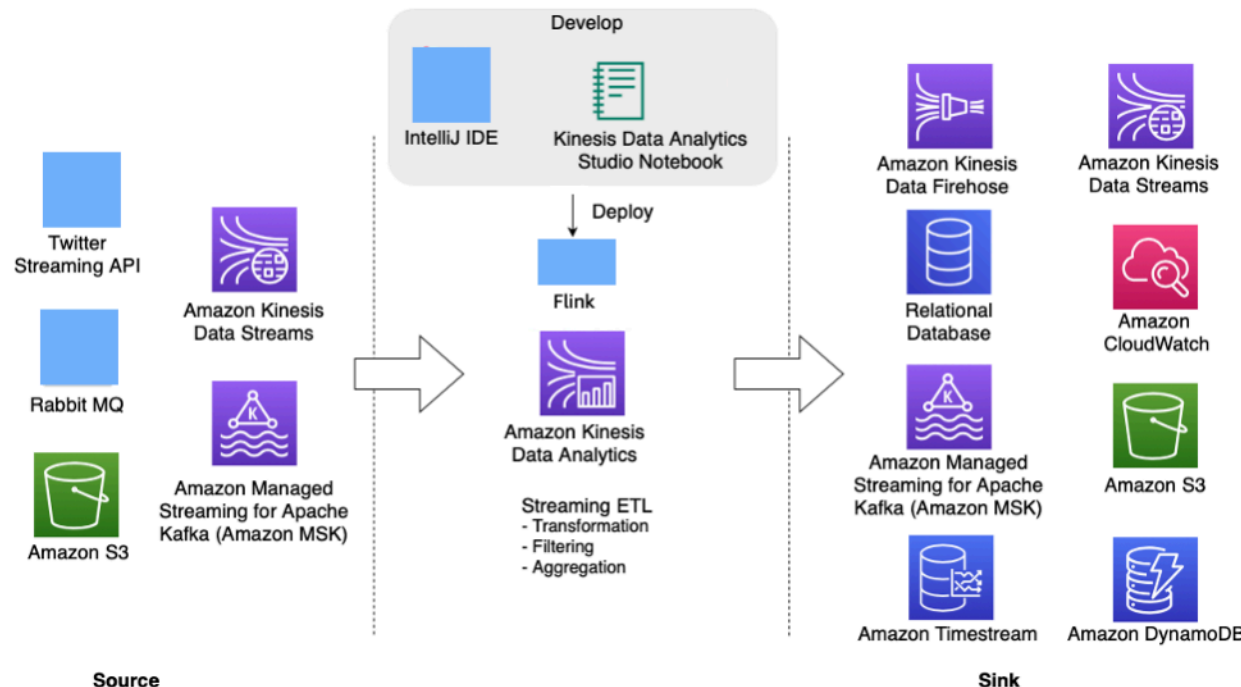 Develop
IntelliJ IDE
Kinesis Data Analytics
Studio Notebook
Deploy
Flink
Amazon Kinesis
Data Analytics
Streaming ETL
- Transformation
- Filtering
- Aggregation
Twitter
Streaming API
Amazon Kinesis
Data Streams
Rabbit MQ
K
Amazon Managed
Streaming for Apache
Kafka (Amazon MSK)
Amazon S3
Source
Amazon Kinesis
Data Firehose
Amazon Kinesis
Data Streams
Relational
Database
Amazon
CloudWatch
K
Amazon Managed
Streaming for Apache
Kafka (Amazon MSK)
Amazon S3
Amazon Timestream
Amazon DynamoDB
Sink